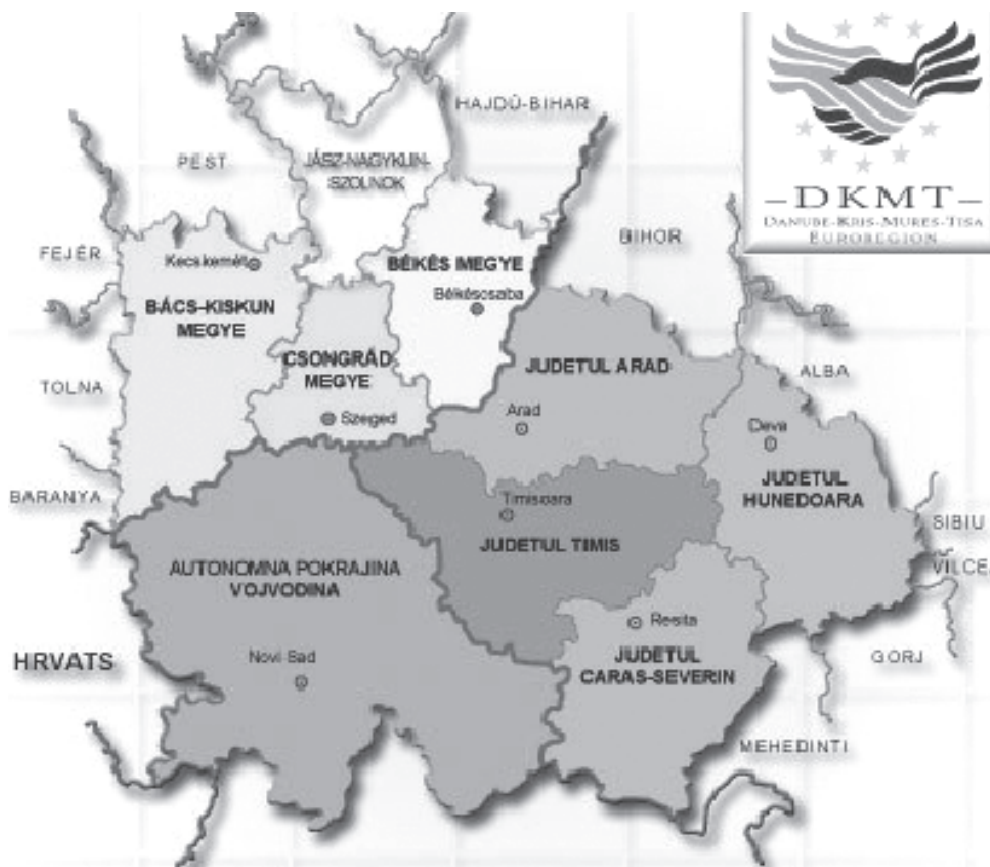 HAJDÚ-BIHAR
PEST
JÁSZ-NAGYKUN-
SZOLNOK
– DKMT –
DANUBE-KRIS-MURES-TISA
EUROREGION
FEJÉR
BIHOR
Kecskemét
BÉKÉS MEGYE
Békéscsaba
BÁCS-KISKUN
MEGYE
CSONGRÁD
MEGYE
JUDETUL ARAD
ALBA
TOLNA
Szeged
Arad
Deva
JUDETUL
HUNEDOARA
BARANYA
Timisioara
SIBIU
JUDETUL TIMIS
VÎLCEA
AUTONOMNA POKRAJINA
VOJVODINA
Resita
HRVATS
Novi-Sad
JUDETUL
CARAS-SEVERIN
GORJ
MEHEDINTI